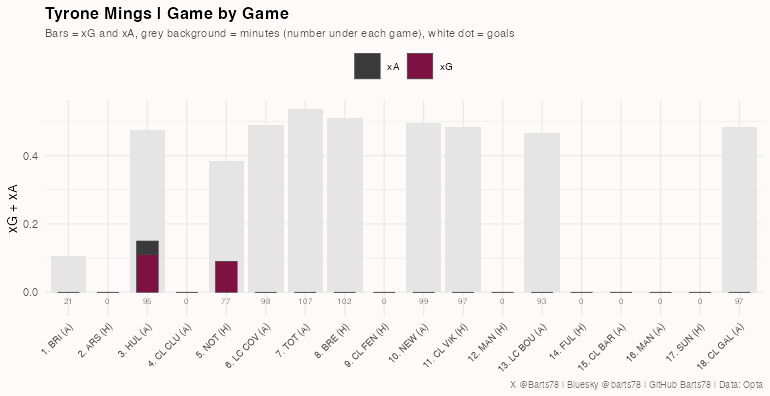 Tyrone Mings | Game by Game
Bars = xG and xA, grey background = minutes (number under each game), white dot = goals
xA xG
xG + xA
0.4
0.2
0.0
21 0 95 0 77 98 107 102 0 99 97 0 93 0 0 0 0 97
1. BRI (A)
2. ARS (H)
3. HUL (A)
4. CL CLU (A)
5. NOT (H)
6. LC COV (A)
7. TOT (A)
8. BRE (H)
9. CL FEN (H)
10. NEW (A)
11. CL VIK (H)
12. MAN (H)
13. LC BOU (A)
14. FUL (H)
15. CL BAR (A)
16. MAN (A)
17. SUN (H)
18. CL GAL (A)
X @Barts78 | Bluesky @barts78 | GitHub Barts78 | Data: Opta